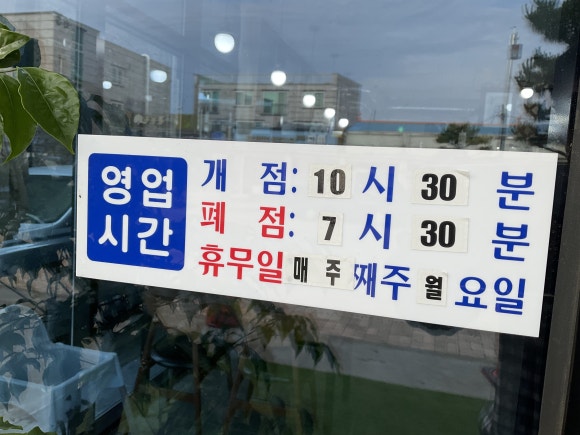 영업
시간
개 점: 10 시 30 분
폐 점: 7 시 30 분
휴무일 매 주 째주 월 요일